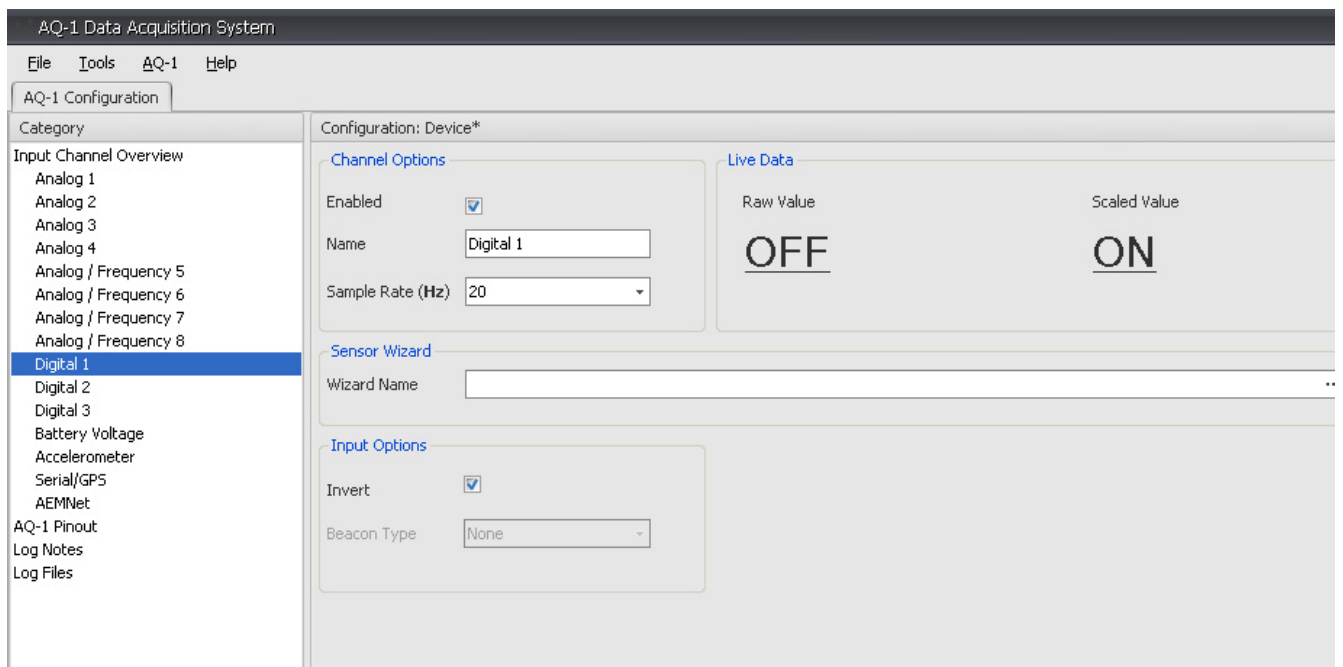 AQ-1 Data Acquisition System
File Tools AQ-1 Help
AQ-1 Configuration
Category
Input Channel Overview
Analog 1
Analog 2
Analog 3
Analog 4
Analog / Frequency 5
Analog / Frequency 6
Analog / Frequency 7
Analog / Frequency 8
Digital 1
Digital 2
Digital 3
Battery Voltage
Accelerometer
Serial/GPS
AEMNet
AQ-1 Pinout
Log Notes
Log Files
Configuration: Device*
Channel Options
Enabled
Name Digital 1
Sample Rate (Hz) 20
Live Data
Raw Value Scaled Value
OFF ON
Sensor Wizard
Wizard Name
Input Options
Invert
Beacon Type None